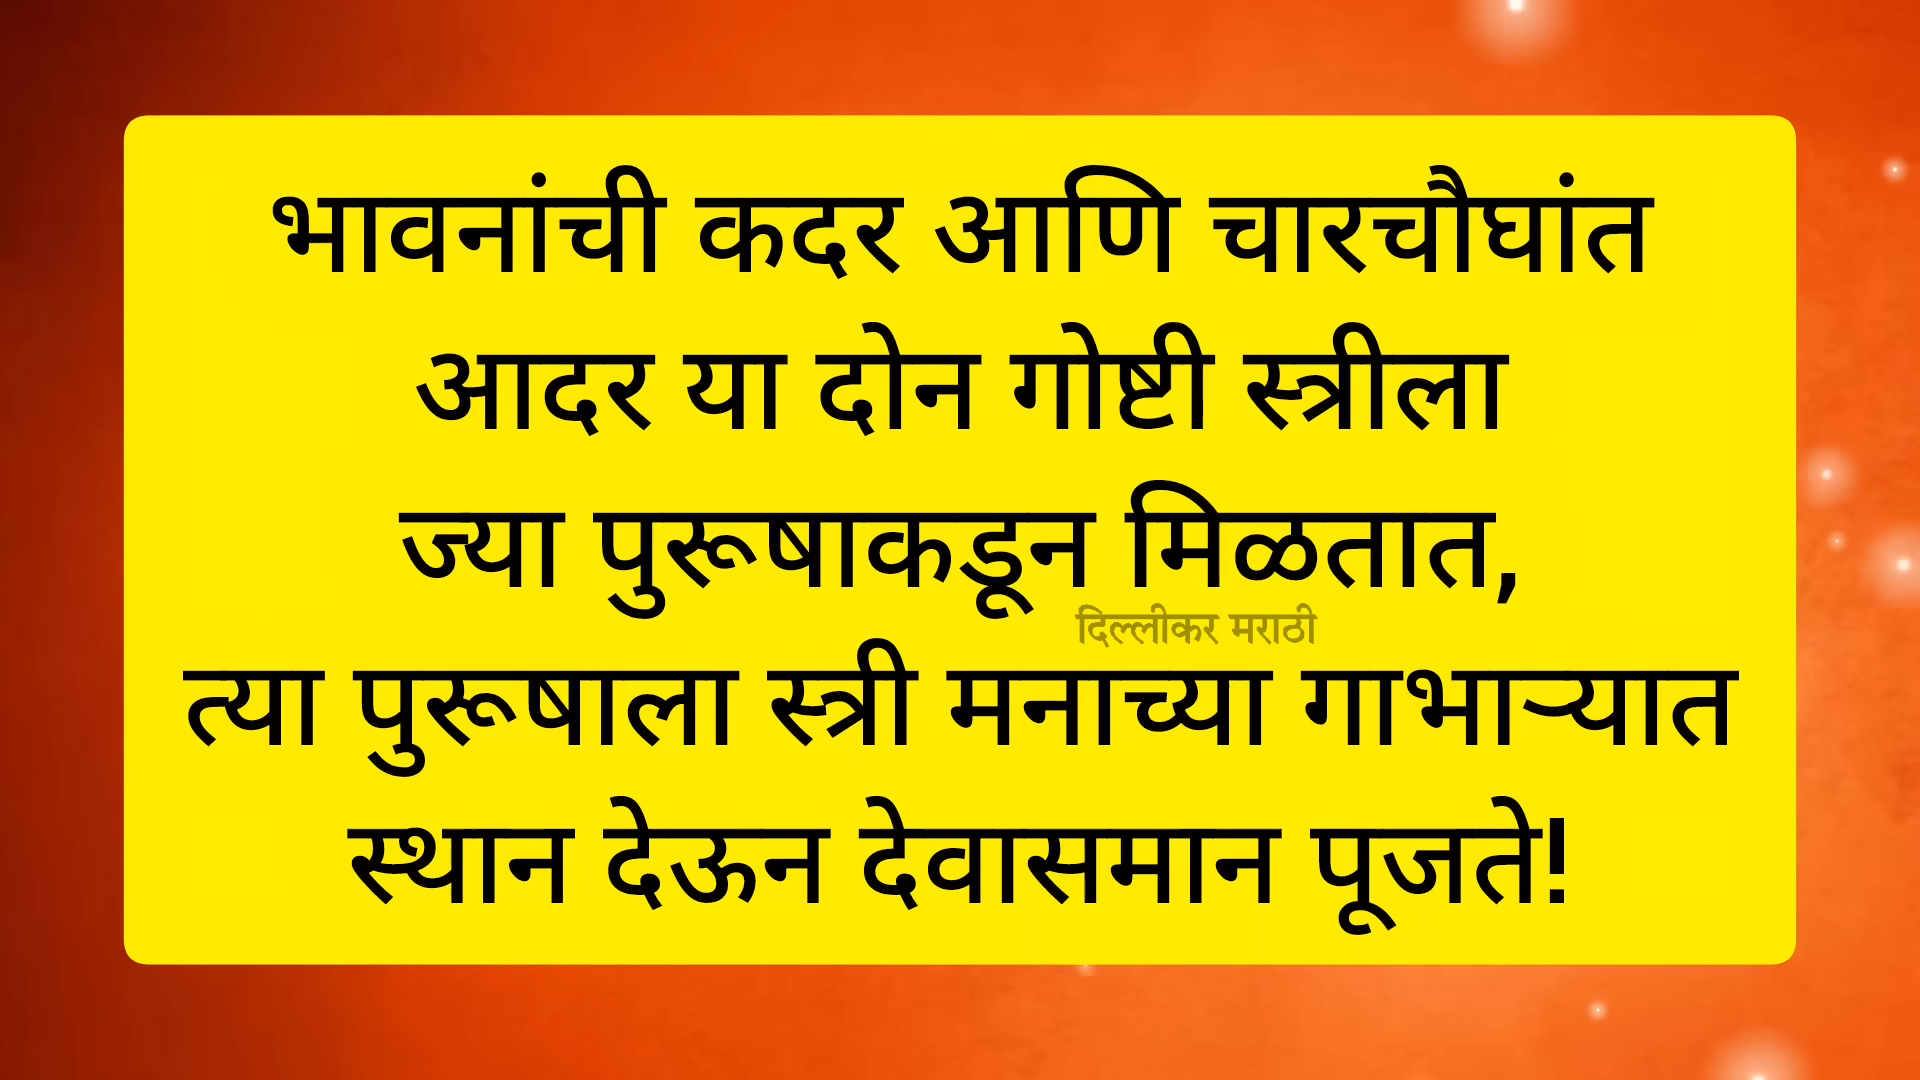 भावनांची कदर आणि चारचौघांत
आदर या दोन गोष्टी स्त्रीला
ज्या पुरूषाकडून मिळतात,
दिल्लीकर मराठी
त्या पुरूषाला स्त्री मनाच्या गाभाऱ्यात
स्थान देऊन देवासमान पूजते!